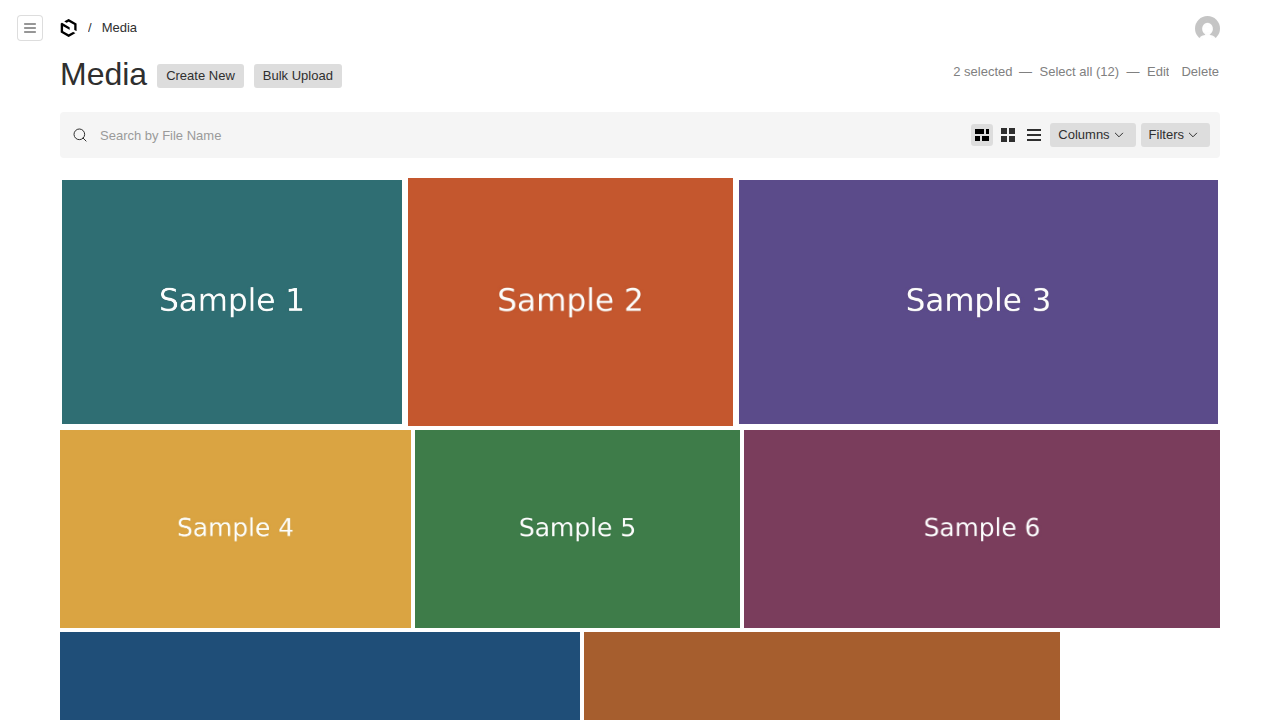 / Media
Media Create New Bulk Upload
2 selected — Select all (12) — Edit Delete
Search by File Name
Columns Filters
Sample 1
Sample 2
Sample 3
Sample 4
Sample 5
Sample 6